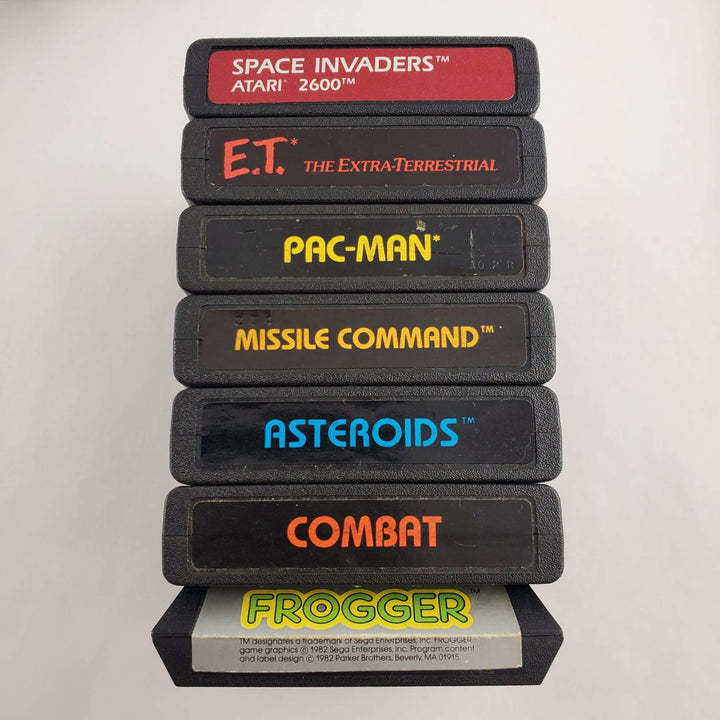 SPACE INVADERS™
ATARI® 2600™
E.T.* THE EXTRA-TERRESTRIAL
PAC-MAN*
MISSILE COMMAND™
ASTEROIDS™
COMBAT
FROGGER™
TM designates a trademark of Sega Enterprises, Inc. FROGGER
game graphics © 1982 Sega Enterprises, Inc. Program content
and label design © 1982 Parker Brothers, Beverly, MA 01915.